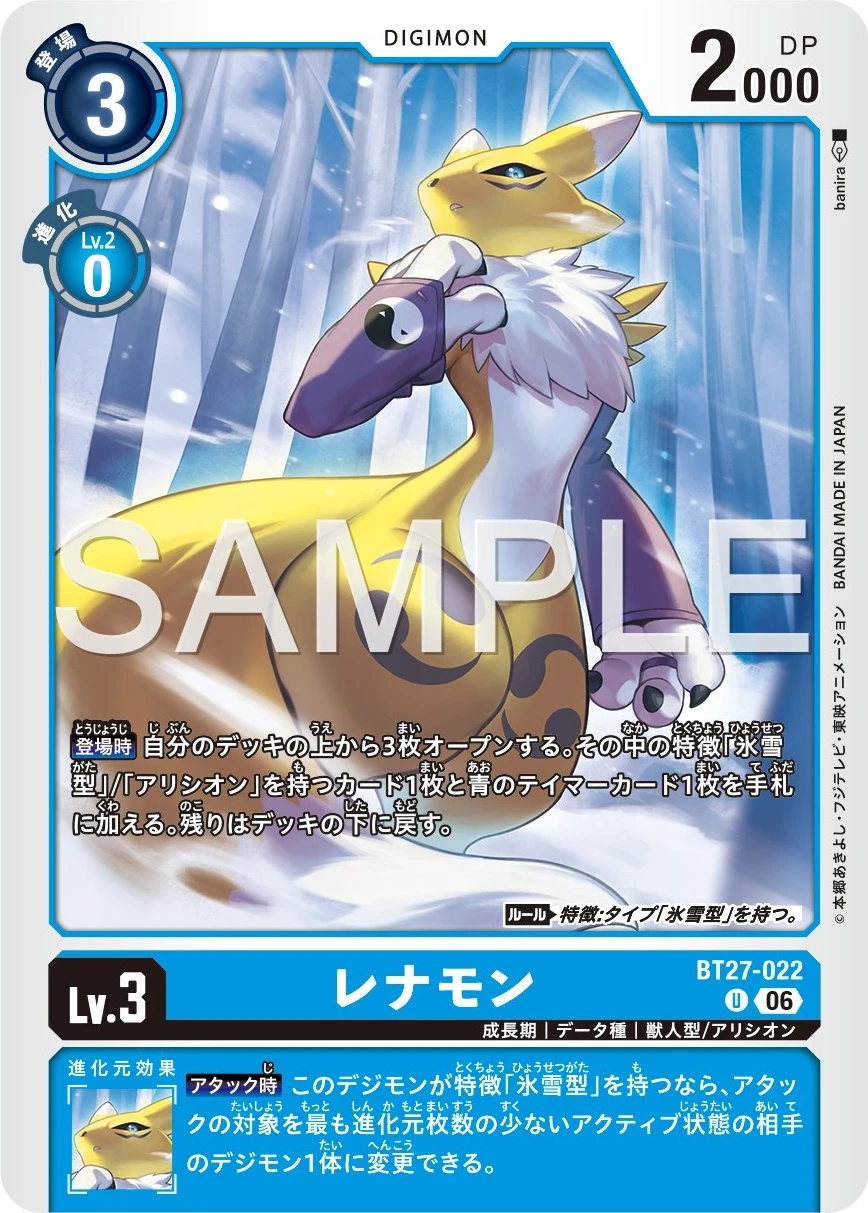 登場
3
DIGIMON
DP
2000
進化
Lv.2
0
banira
BANDAI MADE IN JAPAN
©本郷あきよし・フジテレビ・東映アニメーション
SAMPLE
登場時 自分のデッキの上から3枚オープンする。その中の特徴「氷雪
型」/「アリシオン」を持つカード1枚と青のテイマーカード1枚を手札
に加える。残りはデッキの下に戻す。
ルール 特徴:タイプ「氷雪型」を持つ。
Lv.3
レナモン
BT27-022
U 06
成長期 | データ種 | 獣人型/アリシオン
進化元効果
アタック時 このデジモンが特徴「氷雪型」を持つなら、アタッ
クの対象を最も進化元枚数の少ないアクティブ状態の相手
のデジモン1体に変更できる。